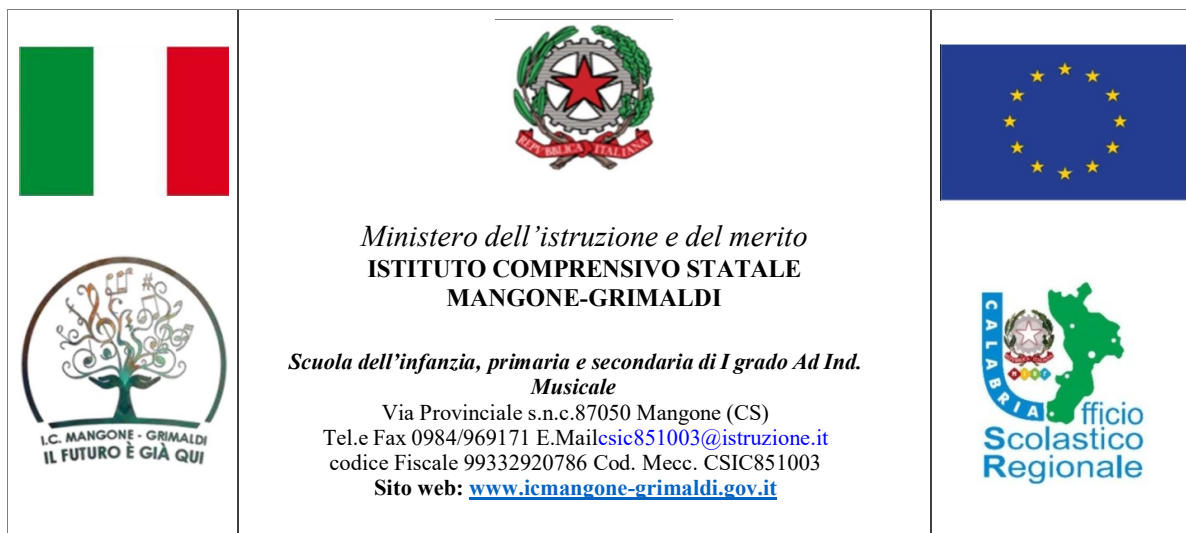 REPVBBLICA ITALIANA
Ministero dell'istruzione e del merito
ISTITUTO COMPRENSIVO STATALE
MANGONE-GRIMALDI
Scuola dell'infanzia, primaria e secondaria di I grado Ad Ind.
Musicale
Via Provinciale s.n.c.87050 Mangone (CS)
Tel.e Fax 0984/969171 E.Mailcsic851003@istruzione.it
codice Fiscale 99332920786 Cod. Mecc. CSIC851003
Sito web: www.icmangone-grimaldi.gov.it
I.C. MANGONE - GRIMALDI
IL FUTURO È GIÀ QUI
CALABRIA
MIUR
fficio
Scolastico
Regionale